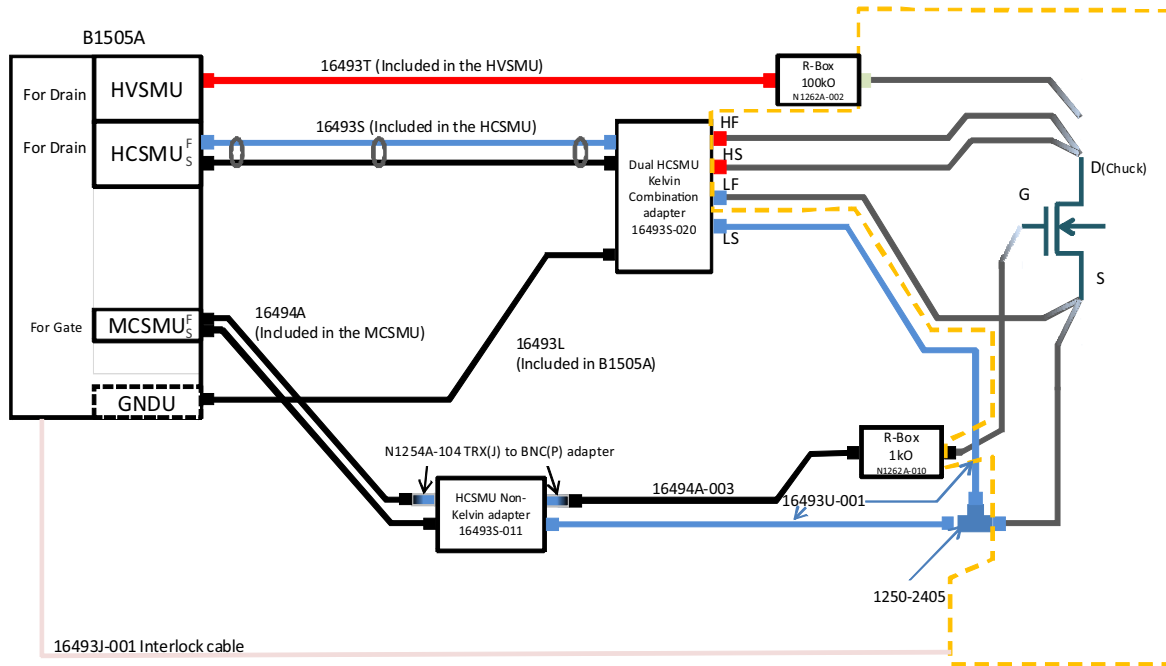 B1505A
For Drain
HVSMU
16493T (Included in the HVSMU)
R-Box
100kO
N1262A-002
For Drain
HCSMU
F
S
16493S (Included in the HCSMU)
Dual HCSMU
Kelvin
Combination
adapter
16493S-020
HF
HS
LF
LS
D(Chuck)
G
S
For Gate
MCSMU
F
S
16494A
(Included in the MCSMU)
16493L
(Included in B1505A)
GNDU
N1254A-104 TRX(J) to BNC(P) adapter
HCSMU Non-
Kelvin adapter
16493S-011
16494A-003
R-Box
1kO
N1262A-010
16493U-001
1250-2405
16493J-001 Interlock cable